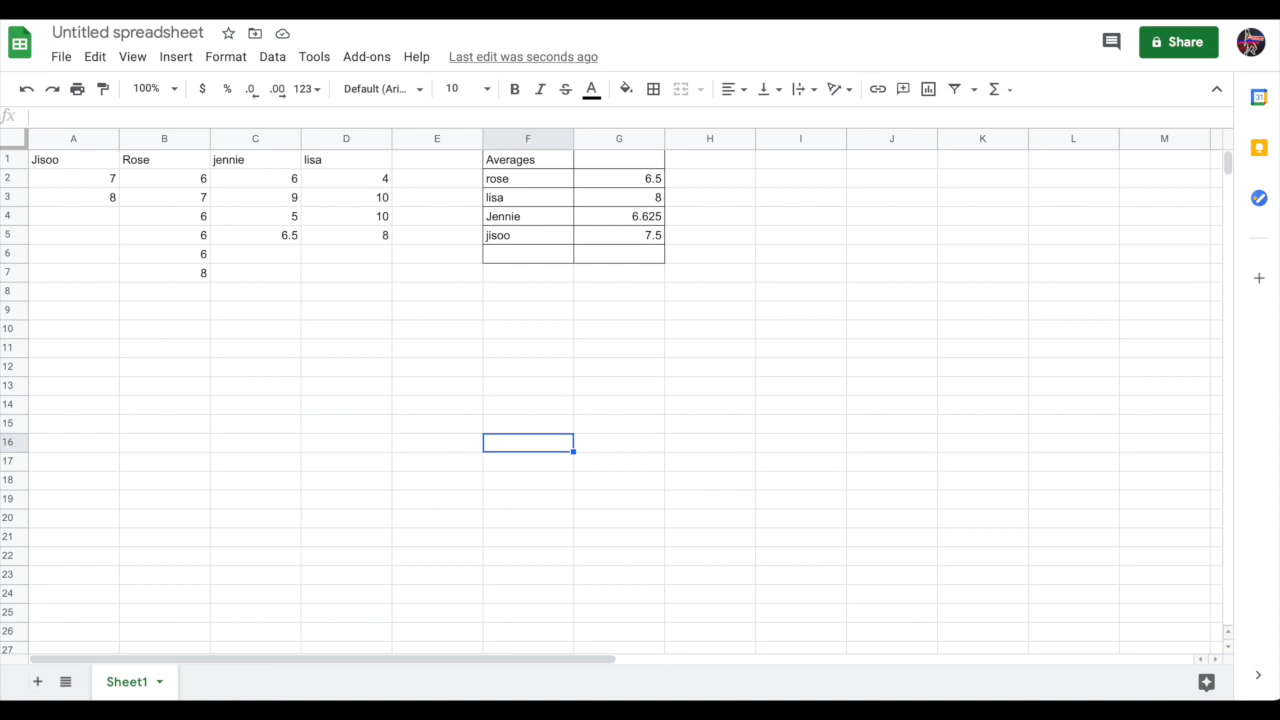 Untitled spreadsheet
File Edit View Insert Format Data Tools Add-ons Help Last edit was seconds ago
Share
100% $ % .0 .00 123 Default (Ari... 10 B I S A Σ
31
fx
A B C D E F G H I J K L M
1 Jisoo Rose jennie lisa Averages
2 7 6 6 4 rose 6.5
3 8 7 9 10 lisa 8
4 6 5 10 Jennie 6.625
5 6 6.5 8 jisoo 7.5
6 6
7 8
8
9
10
11
12
13
14
15
16
17
18
19
20
21
22
23
24
25
26
27
Sheet1